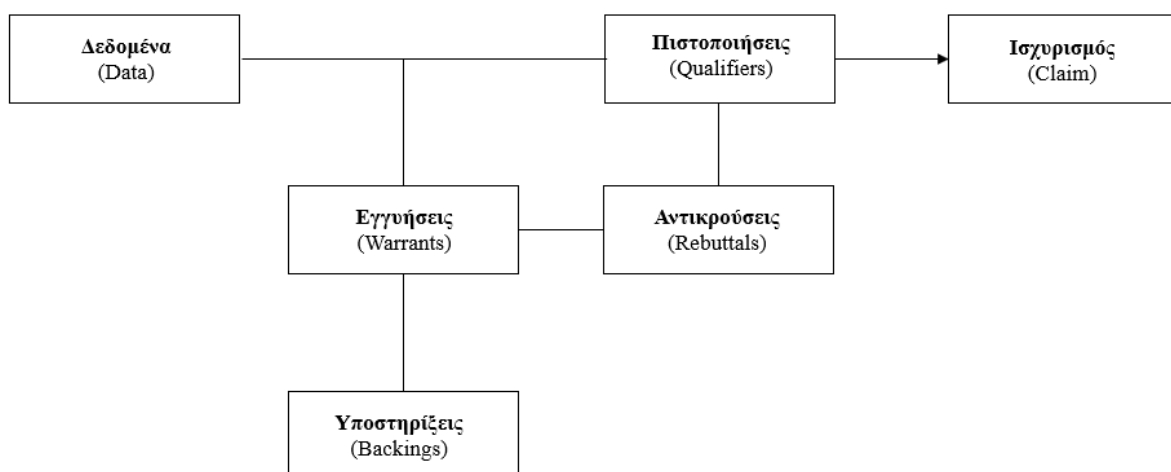 Δεδομένα
(Data)
Πιστοποιήσεις
(Qualifiers)
Ισχυρισμός
(Claim)
Εγγυήσεις
(Warrants)
Αντικρούσεις
(Rebuttals)
Υποστηρίξεις
(Backings)